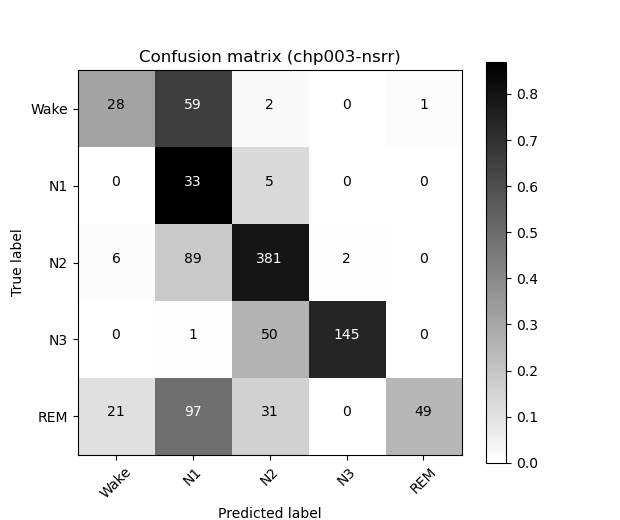 Confusion matrix (chp003-nsrr)
Wake 28 59 2 0 1
N1 0 33 5 0 0
N2 6 89 381 2 0
N3 0 1 50 145 0
REM 21 97 31 0 49
Wake N1 N2 N3 REM
Predicted label
True label
0.8
0.7
0.6
0.5
0.4
0.3
0.2
0.1
0.0